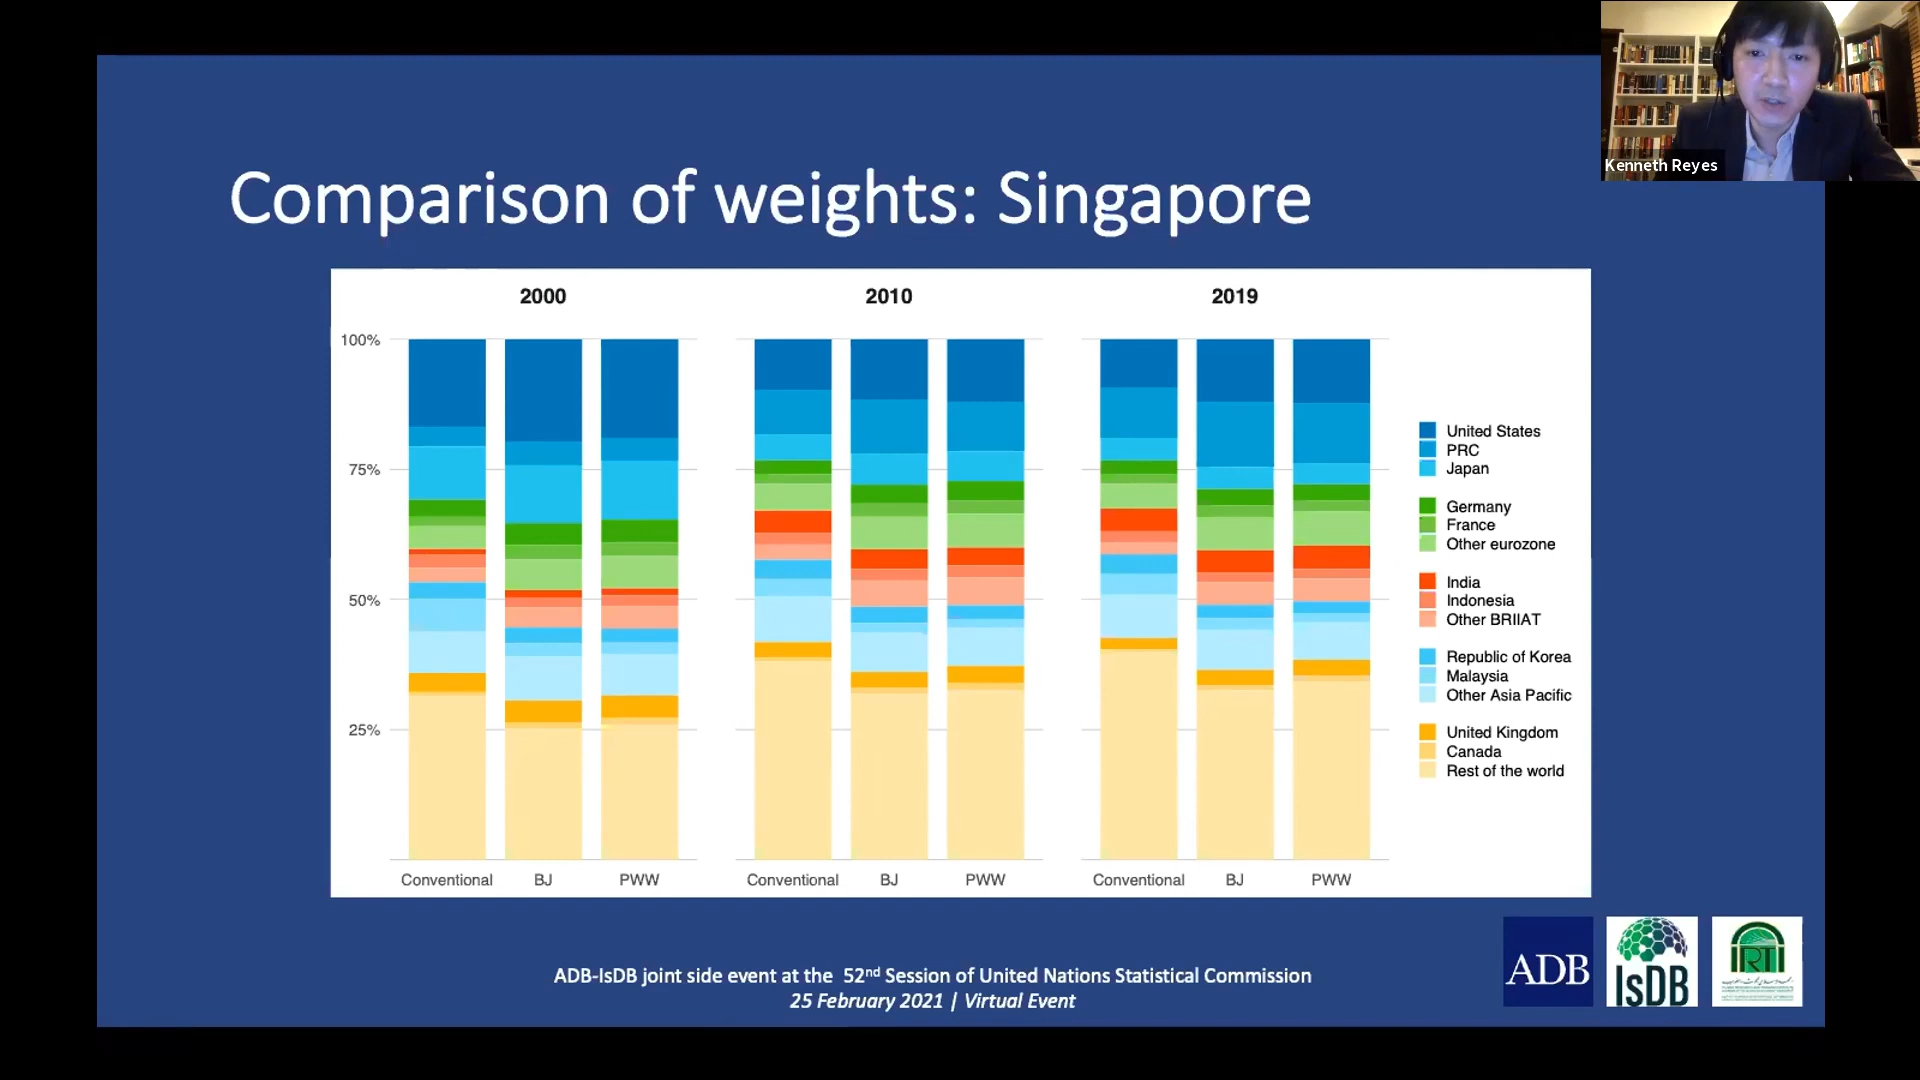 Kenneth Reyes
Comparison of weights: Singapore
2000 2010 2019
100%
75%
50%
25%
Conventional BJ PWW Conventional BJ PWW Conventional BJ PWW
United States
PRC
Japan
Germany
France
Other eurozone
India
Indonesia
Other BRIIAT
Republic of Korea
Malaysia
Other Asia Pacific
United Kingdom
Canada
Rest of the world
ADB-IsDB joint side event at the 52nd Session of United Nations Statistical Commission
25 February 2021 | Virtual Event
ADB
IsDB
IRTI